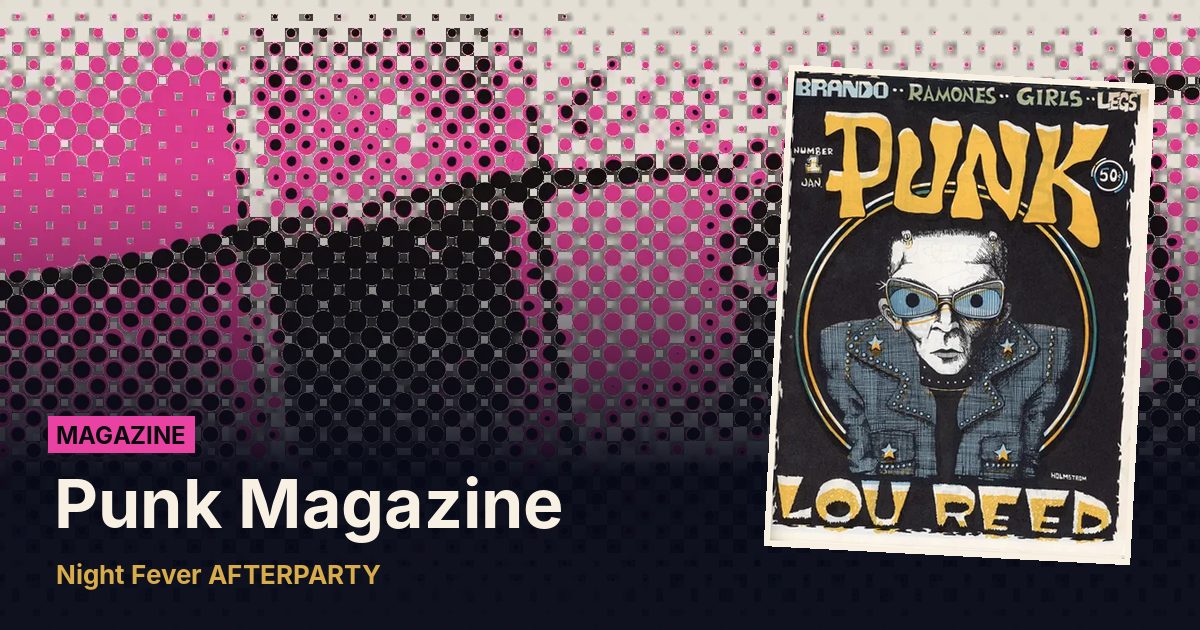 MAGAZINE
Punk Magazine
Night Fever AFTERPARTY
BRANDO·· RAMONES·· GIRLS··LEGS
PUNK
NUMBER
1
JAN.
50¢
HOLMSTROM
LOU REED